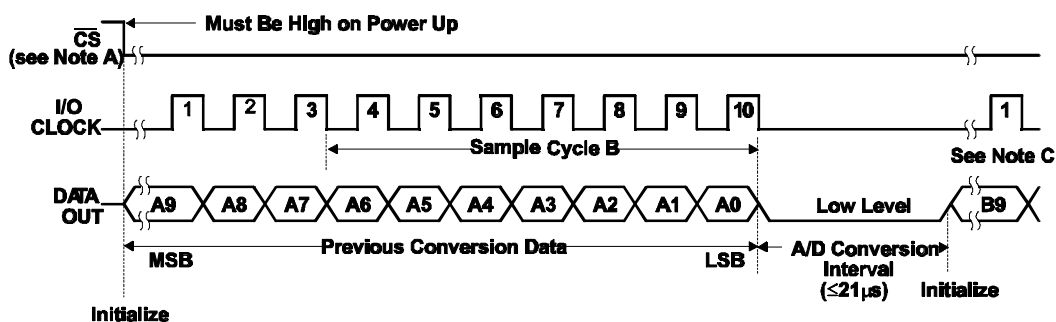 Must Be High on Power Up
CS
(see Note A)
I/O
CLOCK
1 2 3 4 5 6 7 8 9 10 1
Sample Cycle B
See Note C
DATA
OUT
A9 A8 A7 A6 A5 A4 A3 A2 A1 A0 Low Level B9
Previous Conversion Data
MSB LSB
A/D Conversion
Interval
(≤21μs)
Initialize
Initialize